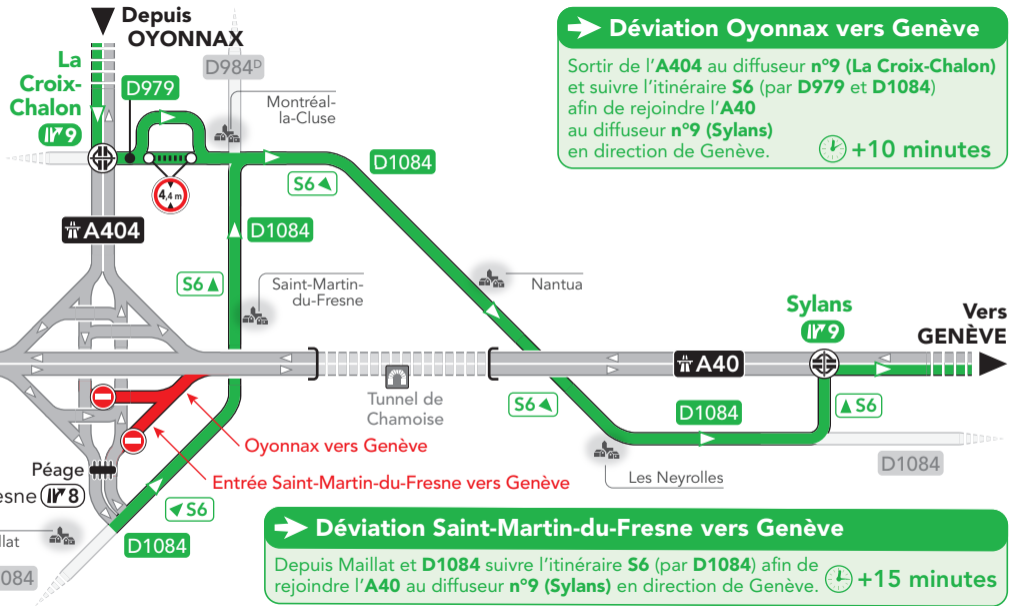 Depuis
OYONNAX
La
Croix-
Chalon
9
D979
D984D
Montréal-
la-Cluse
D1084
S6
4,4 m
A404
D1084
S6
Saint-Martin-
du-Fresne
Nantua
Sylans
9
Vers
GENÈVE
A40
Tunnel de
Chamoise
S6
D1084
S6
D1084
Les Neyrolles
Oyonnax vers Genève
Entrée Saint-Martin-du-Fresne vers Genève
Péage
esne 8
S6
D1084
llat
084
Déviation Oyonnax vers Genève
Sortir de l'A404 au diffuseur nº9 (La Croix-Chalon)
et suivre l'itinéraire S6 (par D979 et D1084)
afin de rejoindre l'A40
au diffuseur nº9 (Sylans)
en direction de Genève.
+10 minutes
Déviation Saint-Martin-du-Fresne vers Genève
Depuis Maillat et D1084 suivre l'itinéraire S6 (par D1084) afin de
rejoindre l'A40 au diffuseur nº9 (Sylans) en direction de Genève.
+15 minutes